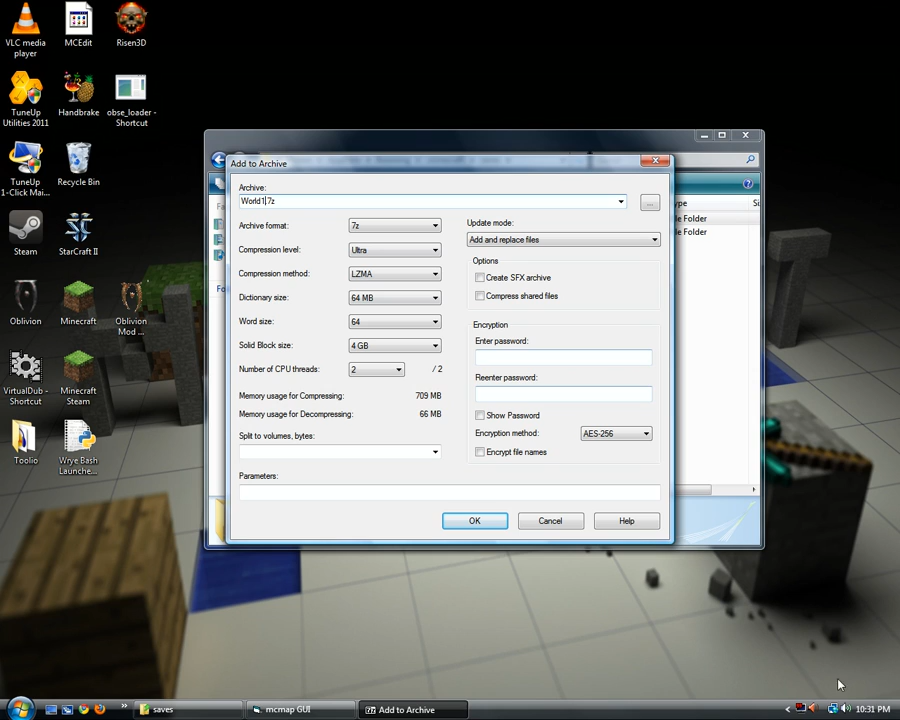 VLC media
player
MCEdit
Risen3D
TuneUp
Utilities 2011
Handbrake
obse_loader -
Shortcut
TuneUp
1-Click Mai...
Recycle Bin
Steam
StarCraft II
Oblivion
Minecraft
Oblivion
Mod ...
VirtualDub -
Shortcut
Minecraft
Steam
Toolio
Wrye Bash
Launche...
Add to Archive
Archive:
World1.7z
...
Archive format:
7z
Compression level:
Ultra
Compression method:
LZMA
Dictionary size:
64 MB
Word size:
64
Solid Block size:
4 GB
Number of CPU threads:
2
/ 2
Memory usage for Compressing:
709 MB
Memory usage for Decompressing:
66 MB
Split to volumes, bytes:
Parameters:
Update mode:
Add and replace files
Options
Create SFX archive
Compress shared files
Encryption
Enter password:
Reenter password:
Show Password
Encryption method:
AES-256
Encrypt file names
OK
Cancel
Help
ype
Si
le Folder
le Folder
Fa
Fol
saves
mcmap GUI
Add to Archive
10:31 PM